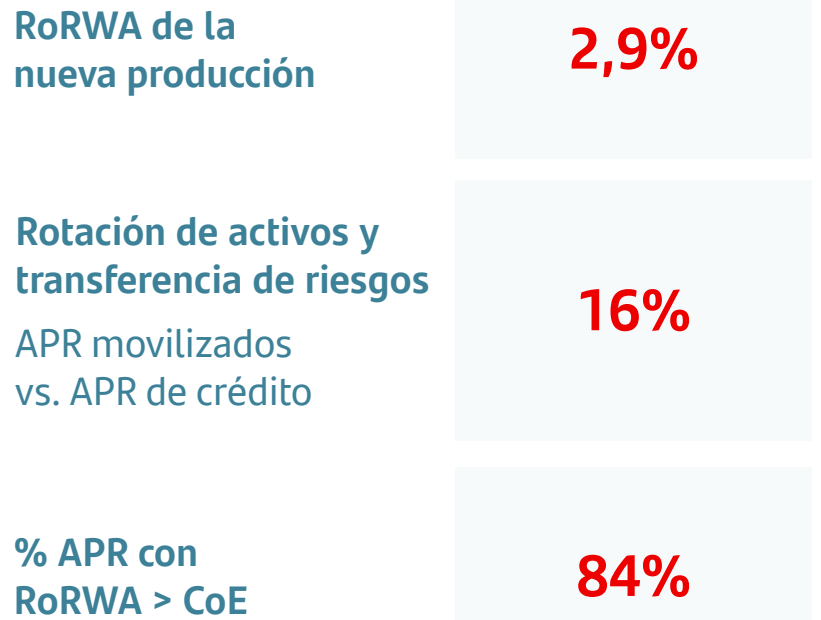 RoRWA de la
nueva producción
2,9%
Rotación de activos y
transferencia de riesgos
APR movilizados
vs. APR de crédito
16%
% APR con
RoRWA > CoE
84%